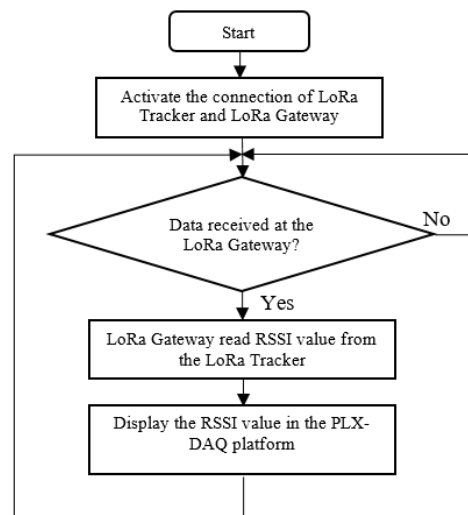 Start
Activate the connection of LoRa
Tracker and LoRa Gateway
Data received at the
LoRa Gateway?
No
Yes
LoRa Gateway read RSSI value from
the LoRa Tracker
Display the RSSI value in the PLX-
DAQ platform